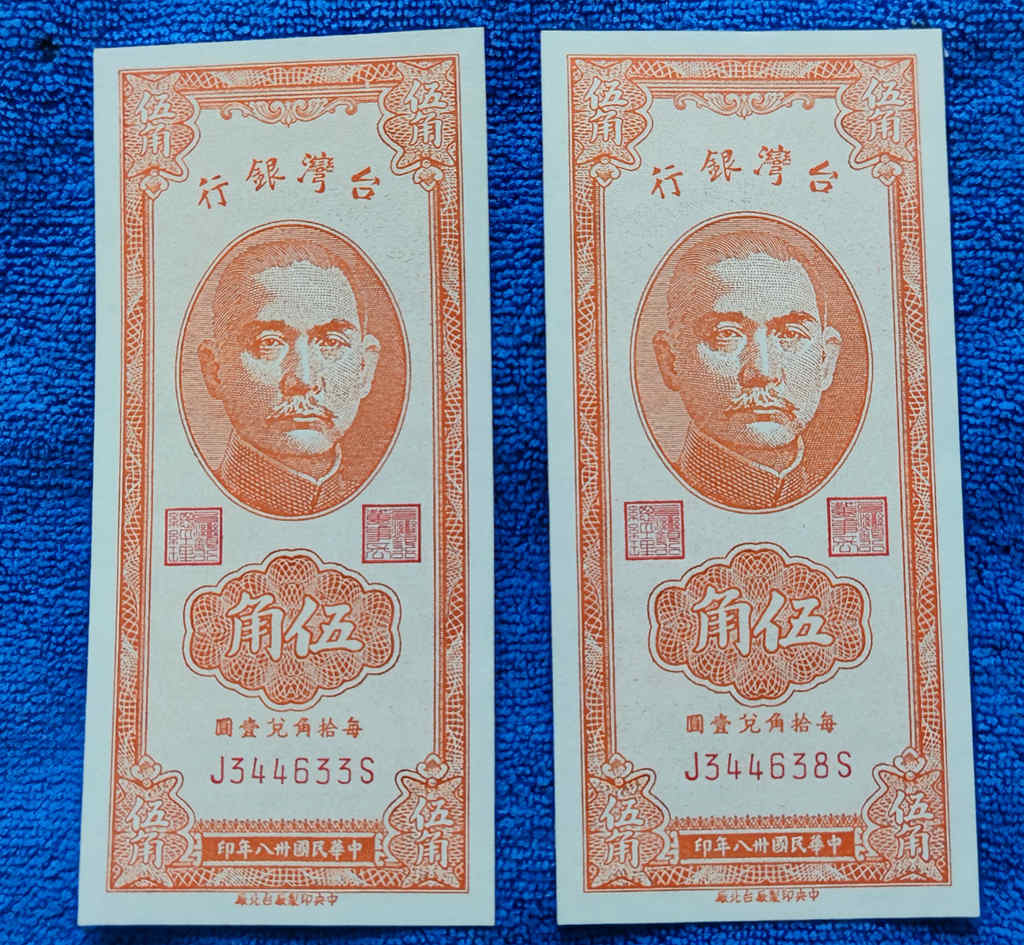 伍角
伍角
台灣銀行
伍角
每拾角兌壹圓
J344633S
伍角
伍角
中華民國卅八年印
中央印製廠台北廠
伍角
伍角
台灣銀行
伍角
每拾角兌壹圓
J344638S
伍角
伍角
中華民國卅八年印
中央印製廠台北廠